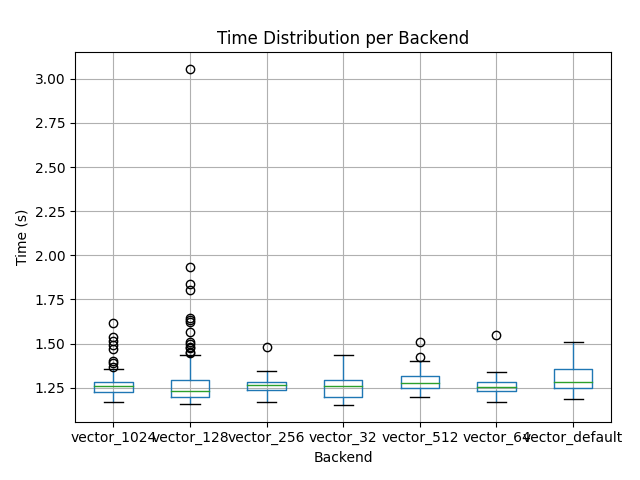 Time Distribution per Backend
3.00
2.75
2.50
2.25
2.00
1.75
1.50
1.25
Time (s)
vector_1024 vector_128 vector_256 vector_32 vector_512 vector_64 vector_default
Backend